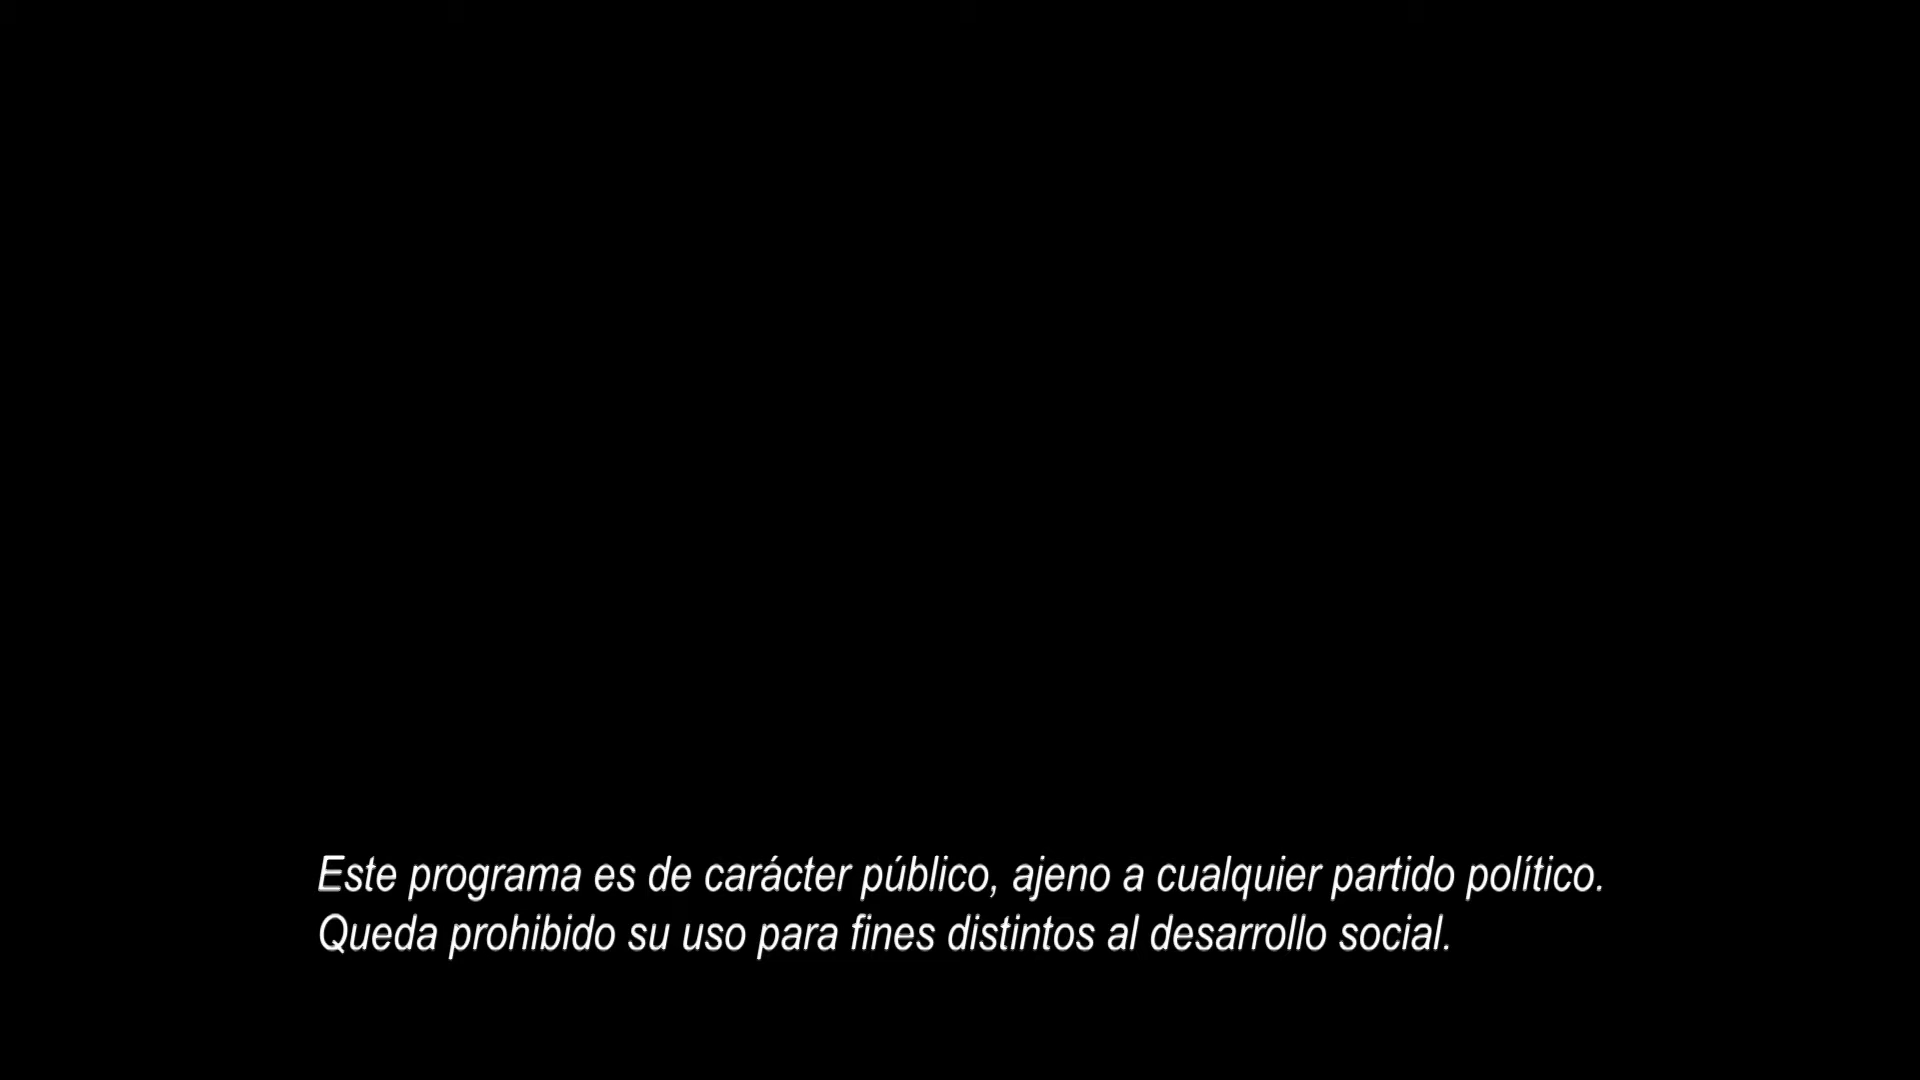 Este programa es de carácter público, ajeno a cualquier partido político.
Queda prohibido su uso para fines distintos al desarrollo social.